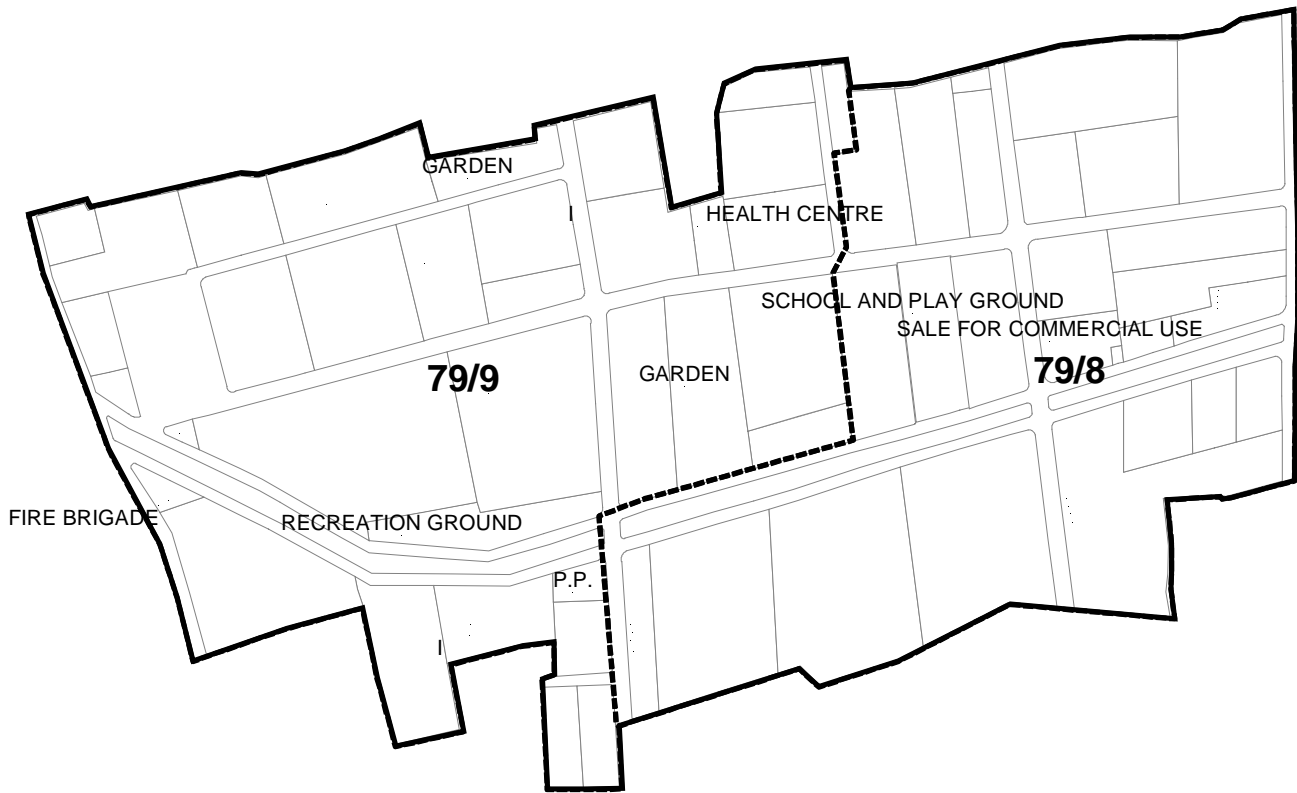 GARDEN
I
HEALTH CENTRE
SCHOOL AND PLAY GROUND
SALE FOR COMMERCIAL USE
79/9
GARDEN
79/8
FIRE BRIGADE
RECREATION GROUND
P.P.
I